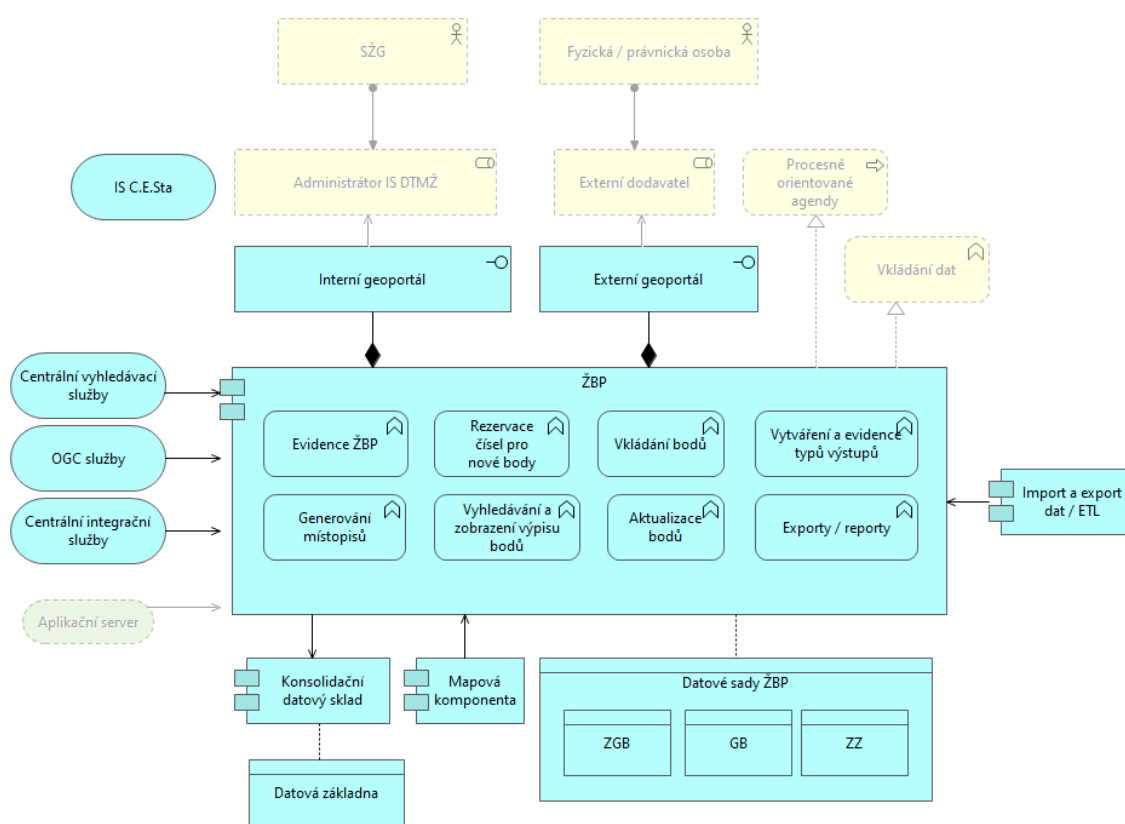 SŽG
Fyzická / právnická osoba
IS C.E.Sta
Administrátor IS DTMŽ
Externí dodavatel
Procesně
orientované
agendy
Vkládání dat
Interní geoportál
Externí geoportál
Centrální vyhledávací
služby
OGC služby
Centrální integrační
služby
Aplikační server
ŽBP
Evidence ŽBP
Rezervace
čísel pro
nové body
Vkládání bodů
Vytváření a evidence
typů výstupů
Generování
místopisů
Vyhledávání a
zobrazení výpisu
bodů
Aktualizace
bodů
Exporty / reporty
Import a export
dat / ETL
Konsolidační
datový sklad
Mapová
komponenta
Datové sady ŽBP
ZGB
GB
ZZ
Datová základna